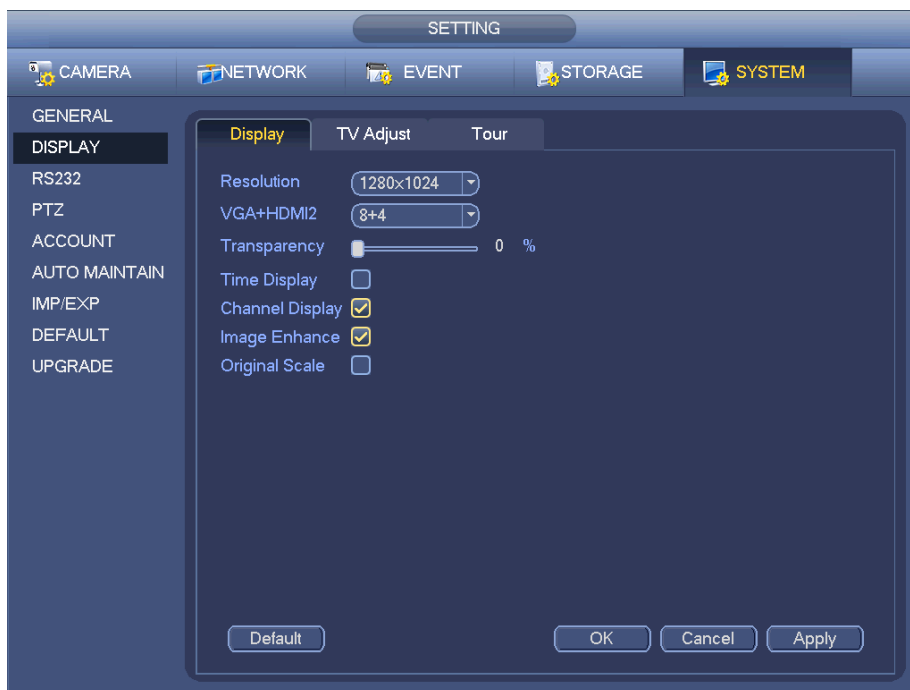 SETTING
CAMERA NETWORK EVENT STORAGE SYSTEM
GENERAL
DISPLAY
RS232
PTZ
ACCOUNT
AUTO MAINTAIN
IMP/EXP
DEFAULT
UPGRADE
Display TV Adjust Tour
Resolution 1280×1024
VGA+HDMI2 8+4
Transparency 0 %
Time Display
Channel Display
Image Enhance
Original Scale
Default OK Cancel Apply